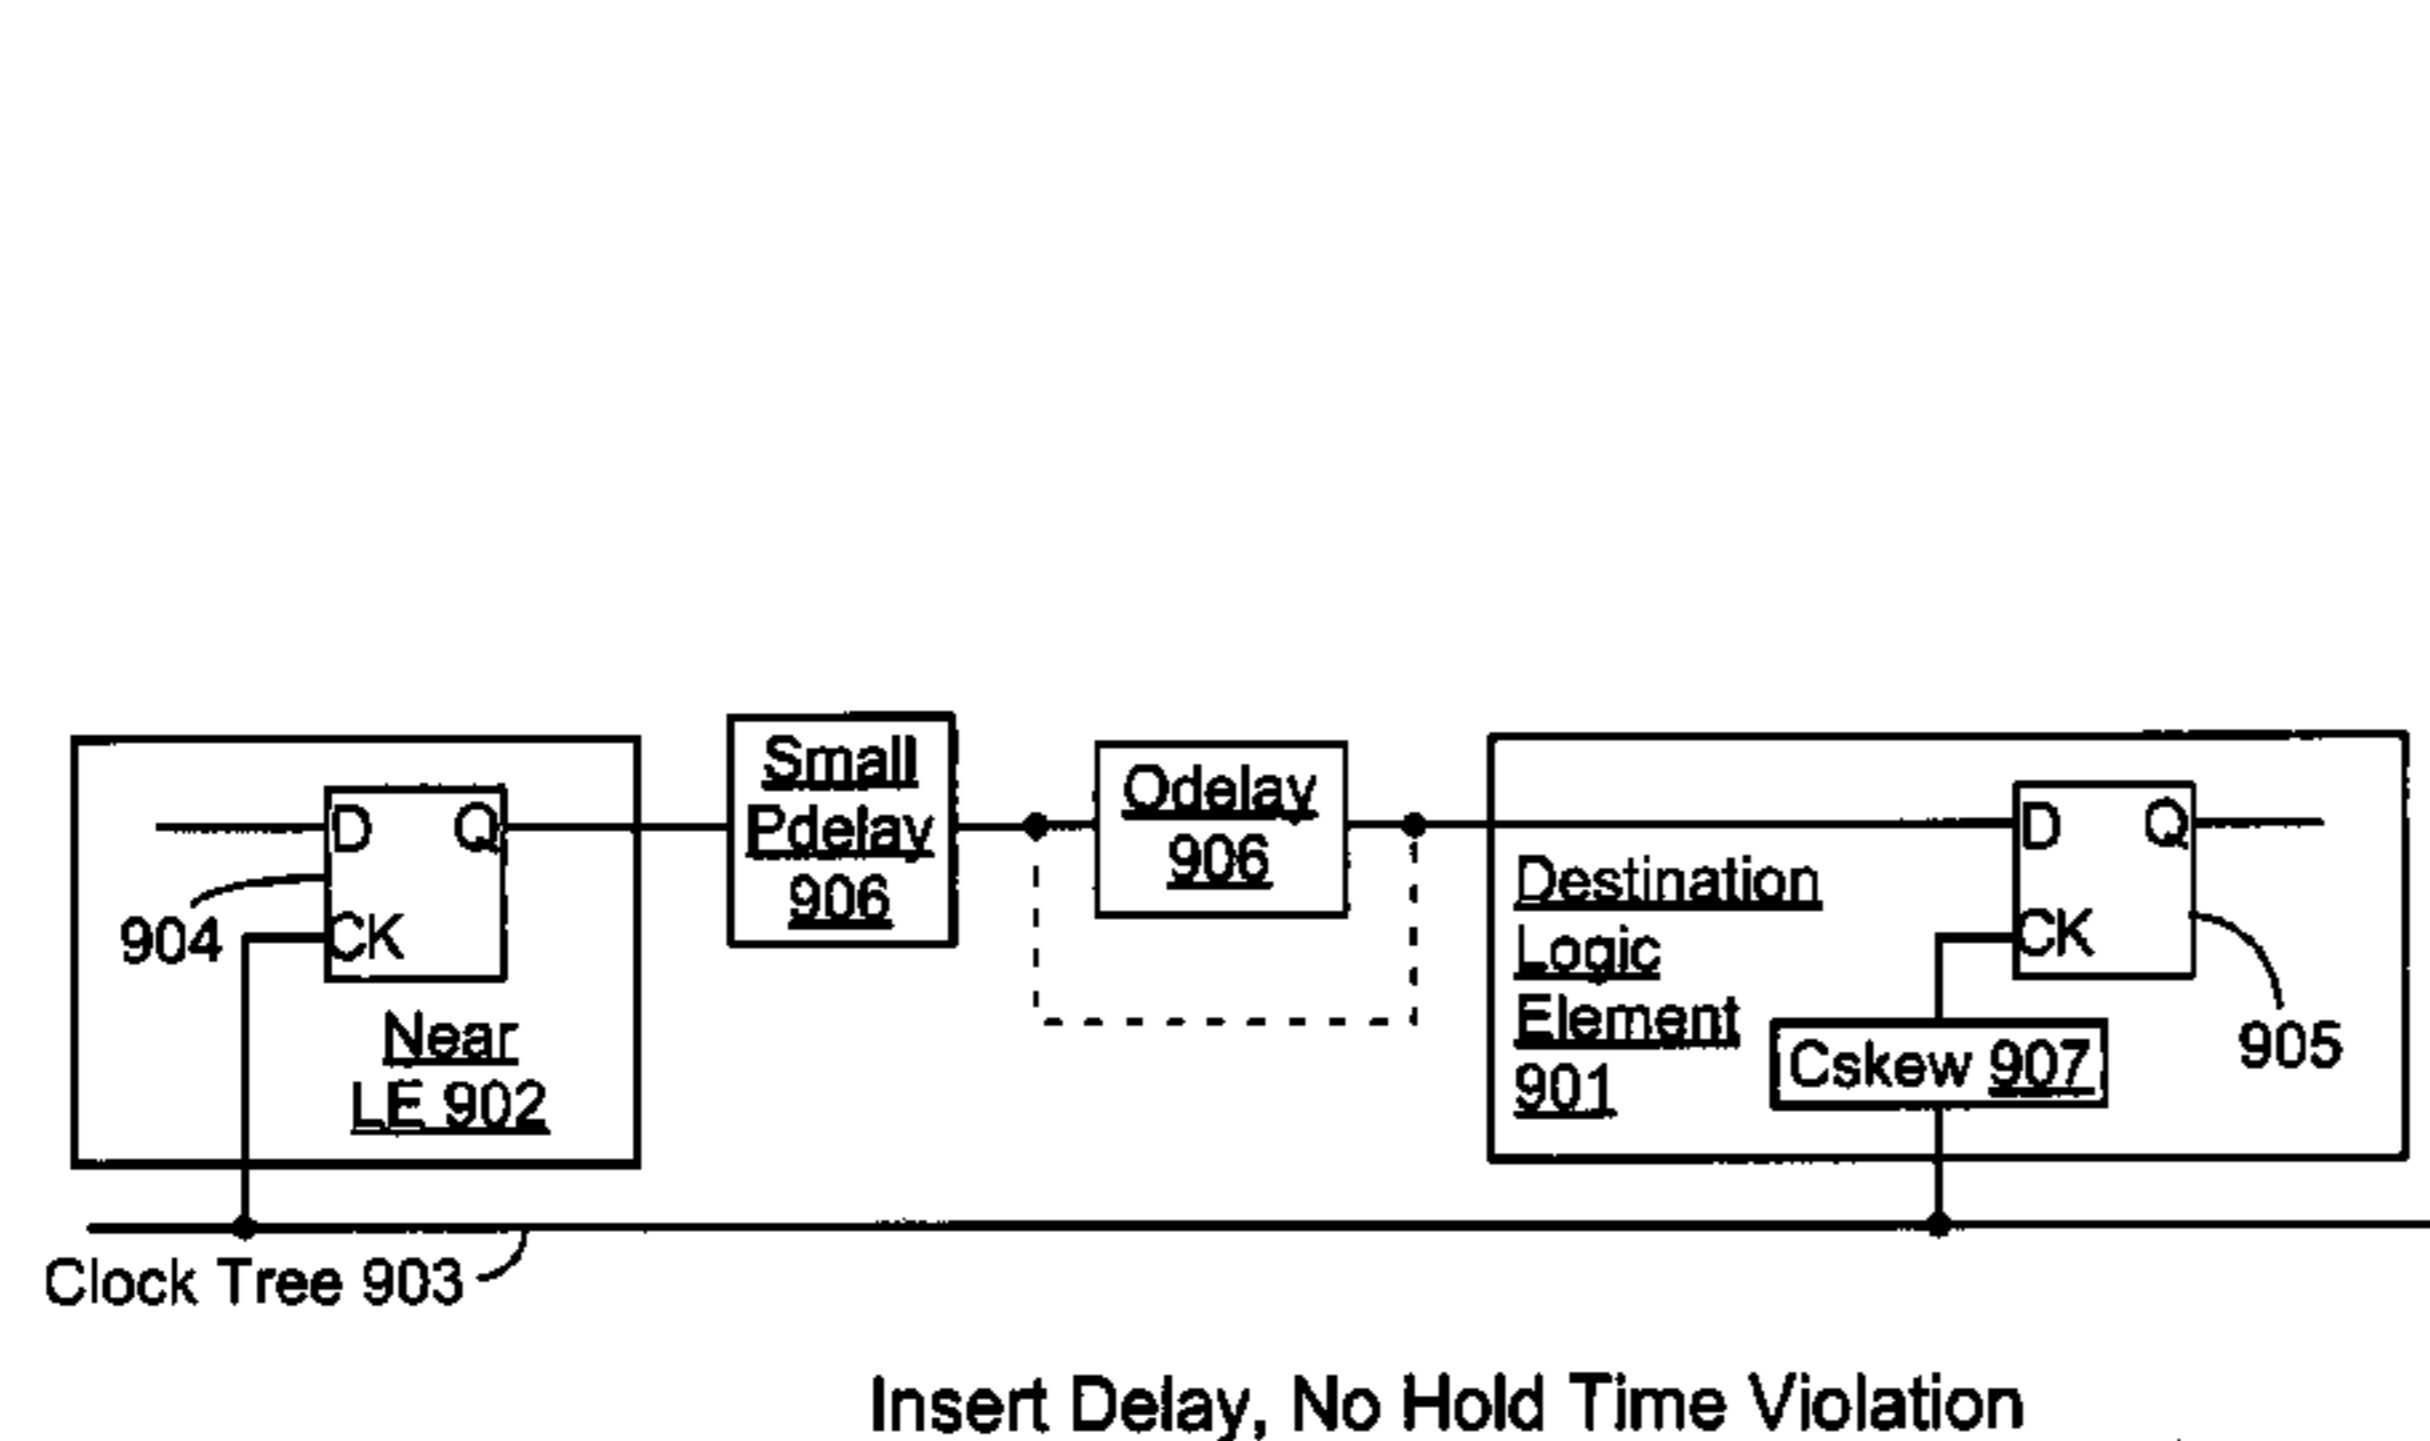 Small
Pdelay
906
Odelay
906
D Q
CK
904
Near
LE 902
Destination
Logic
Element
901
D Q
CK
905
Cskew 907
Clock Tree 903
Insert Delay, No Hold Time Violation